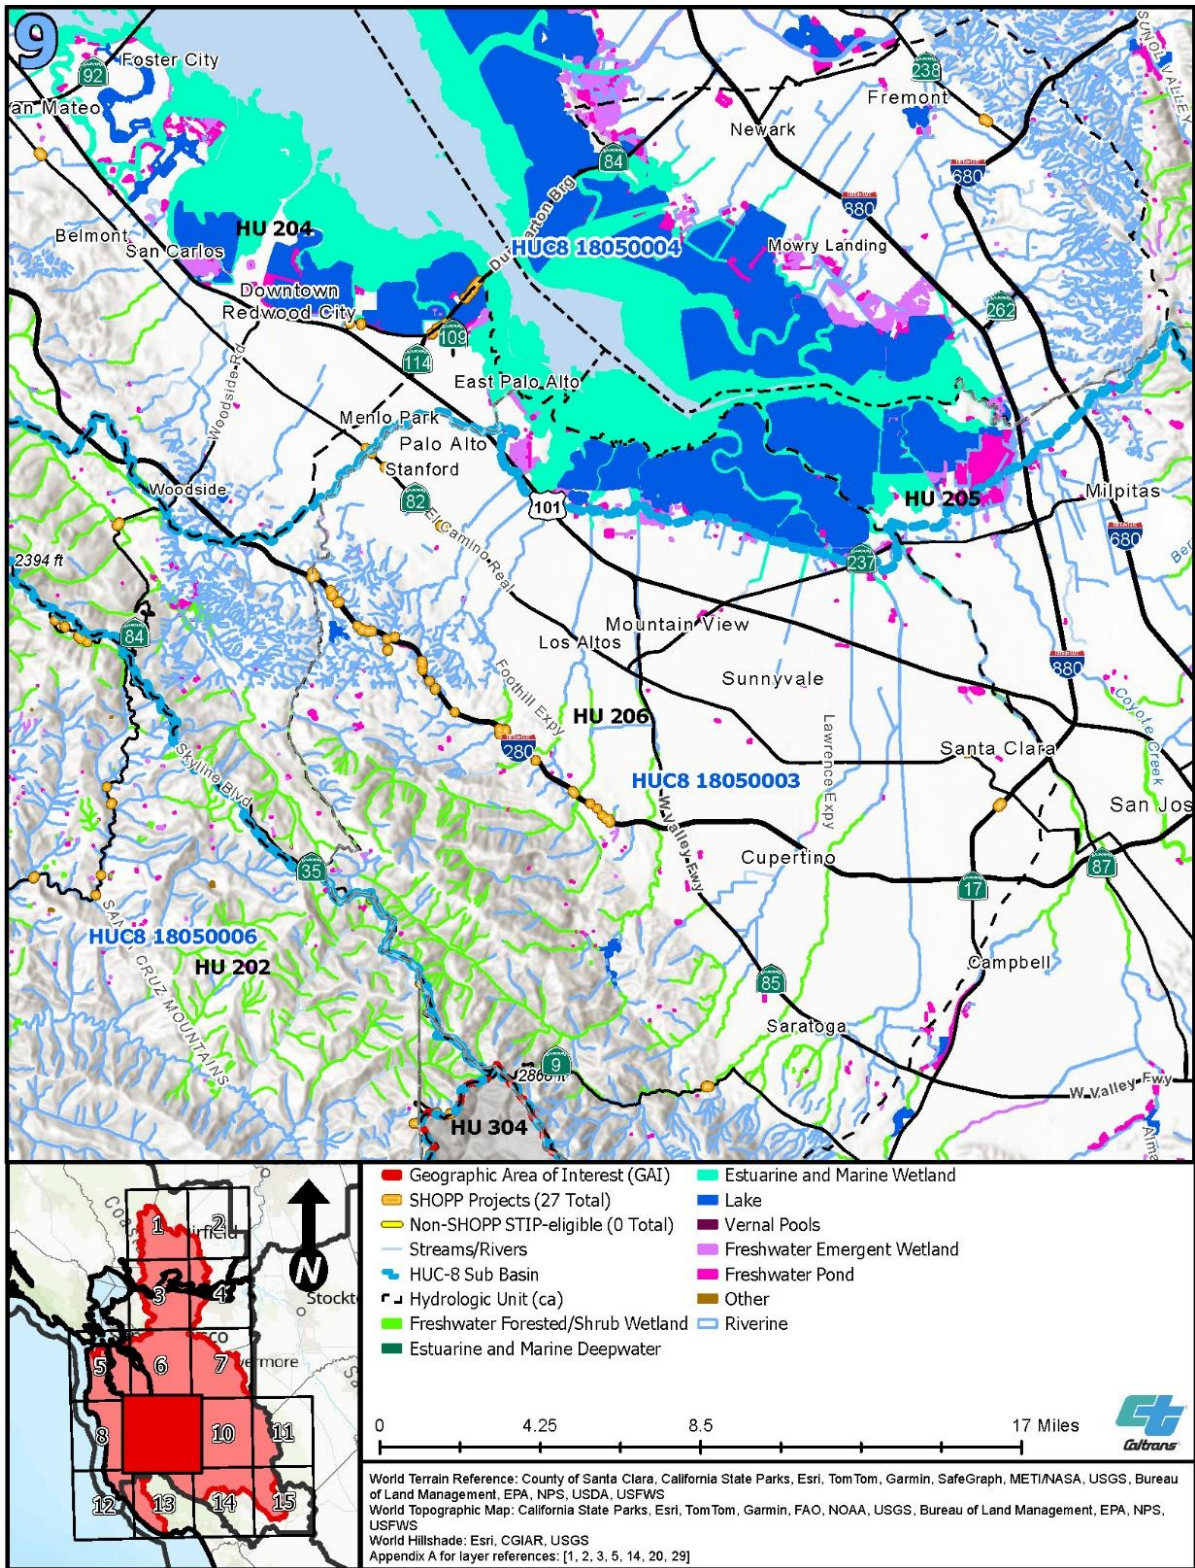 9
Foster City
92
an Mateo
238
Fremont
SUNOL VALLEY
Newark
84
680
880
Belmont
San Carlos
HU 204
HUC8 18050004
Mowry Landing
Downtown
Redwood City
262
109
114
East Palo Alto
Woodside Rd
Menlo Park
Palo Alto
Stanford
Woodside
82
101
HU 205
Milpitas
680
El Camino Real
237
2394 ft
84
Mountain View
Los Altos
880
Sunnyvale
Foothill Expy
HU 206
Coyote Creek
280
Lawrence Expy
Santa Clara
Skyline Blvd
HUC8 18050003
San Jos
W Valley Fwy
Cupertino
87
35
17
HUC8 18050006
HU 202
CRUZ MOUNTAINS
Campbell
85
Saratoga
9
W Valley Fwy
HU 304
Alma
Geographic Area of Interest (GAI)
SHOPP Projects (27 Total)
Non-SHOPP STIP-eligible (0 Total)
Streams/Rivers
HUC-8 Sub Basin
Hydrologic Unit (ca)
Freshwater Forested/Shrub Wetland
Estuarine and Marine Deepwater
Estuarine and Marine Wetland
Lake
Vernal Pools
Freshwater Emergent Wetland
Freshwater Pond
Other
Riverine
1
2
irfield
N
3
4
Stockt
sco
5
6
7
vermore
8
10
11
12
13
14
15
0 4.25 8.5 17 Miles
Caltrans
World Terrain Reference: County of Santa Clara, California State Parks, Esri, TomTom, Garmin, SafeGraph, METI/NASA, USGS, Bureau
of Land Management, EPA, NPS, USDA, USFWS
World Topographic Map: California State Parks, Esri, TomTom, Garmin, FAO, NOAA, USGS, Bureau of Land Management, EPA, NPS,
USFWS
World Hillshade: Esri, CGIAR, USGS
Appendix A for layer references: [1, 2, 3, 5, 14, 20, 29]